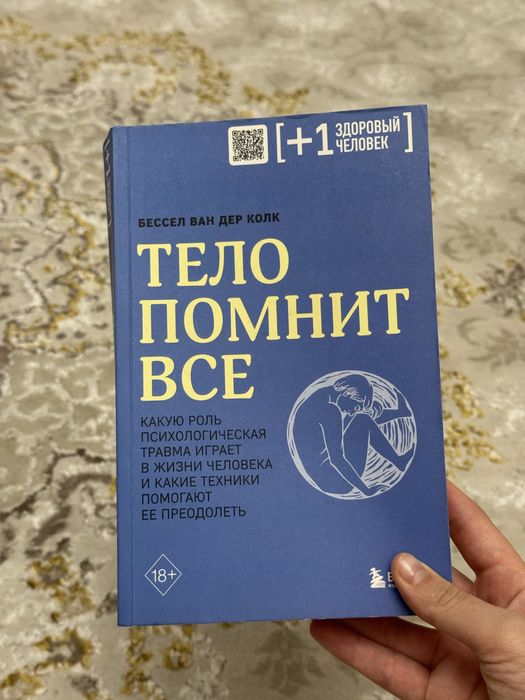 [+1 ЗДОРОВЫЙ
ЧЕЛОВЕК]
БЕССЕЛ ВАН ДЕР КОЛК
ТЕЛО
ПОМНИТ
ВСЕ
КАКУЮ РОЛЬ
ПСИХОЛОГИЧЕСКАЯ
ТРАВМА ИГРАЕТ
В ЖИЗНИ ЧЕЛОВЕКА
И КАКИЕ ТЕХНИКИ
ПОМОГАЮТ
ЕЕ ПРЕОДОЛЕТЬ
18+